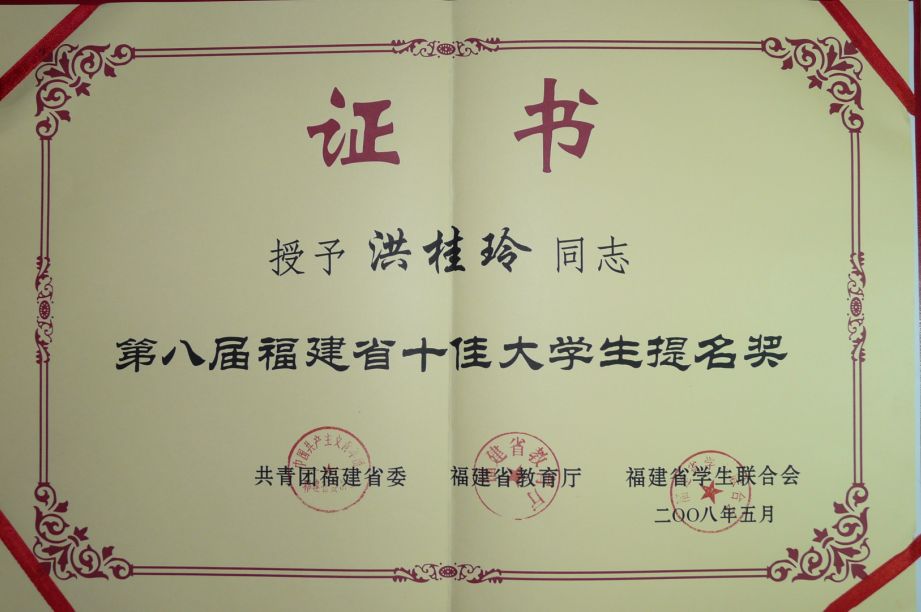 证书
授予 洪桂玲 同志
第八届福建省十佳大学生提名奖
共青团福建省委 福建省教育厅 福建省学生联合会
二〇〇八年五月